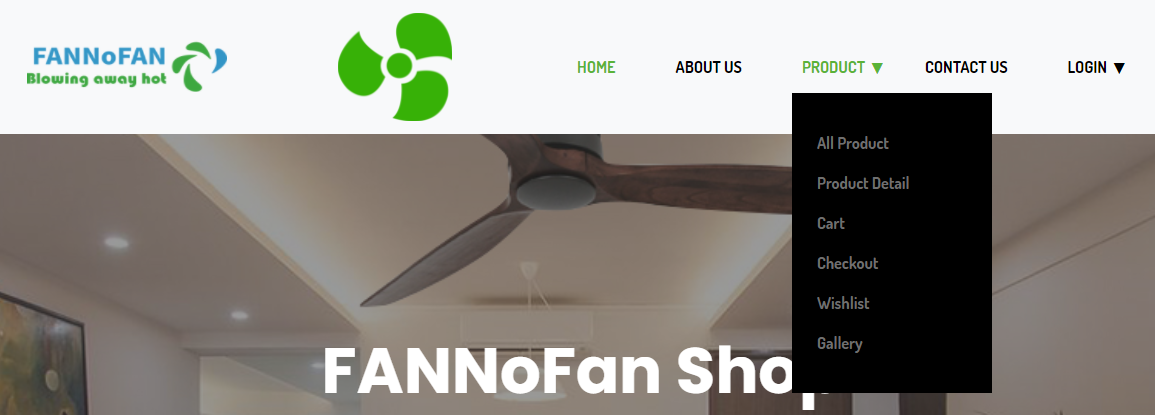 FANNoFAN
Blowing away hot
HOME
ABOUT US
PRODUCT ▼
CONTACT US
LOGIN ▼
All Product
Product Detail
Cart
Checkout
Wishlist
Gallery
FANNoFan Shop